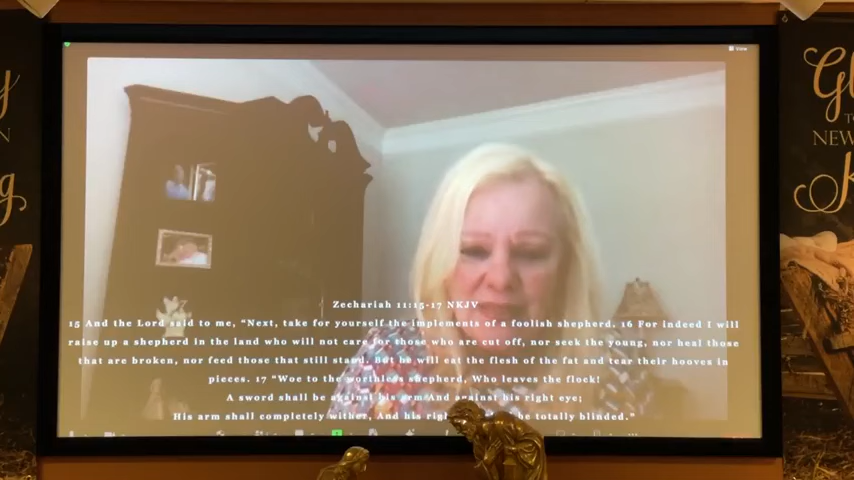 View
Zechariah 11:15-17 NKJV
15 And the Lord said to me, “Next, take for yourself the implements of a foolish shepherd. 16 For indeed I will
raise up a shepherd in the land who will not care for those who are cut off, nor seek the young, nor heal those
that are broken, nor feed those that still stand. But he will eat the flesh of the fat and tear their hooves in
pieces. 17 “Woe to the worthless shepherd, Who leaves the flock!
A sword shall be against his arm And against his right eye;
His arm shall completely wither, And his right be totally blinded.”
Gl
TO
NEW
K
y
N
g